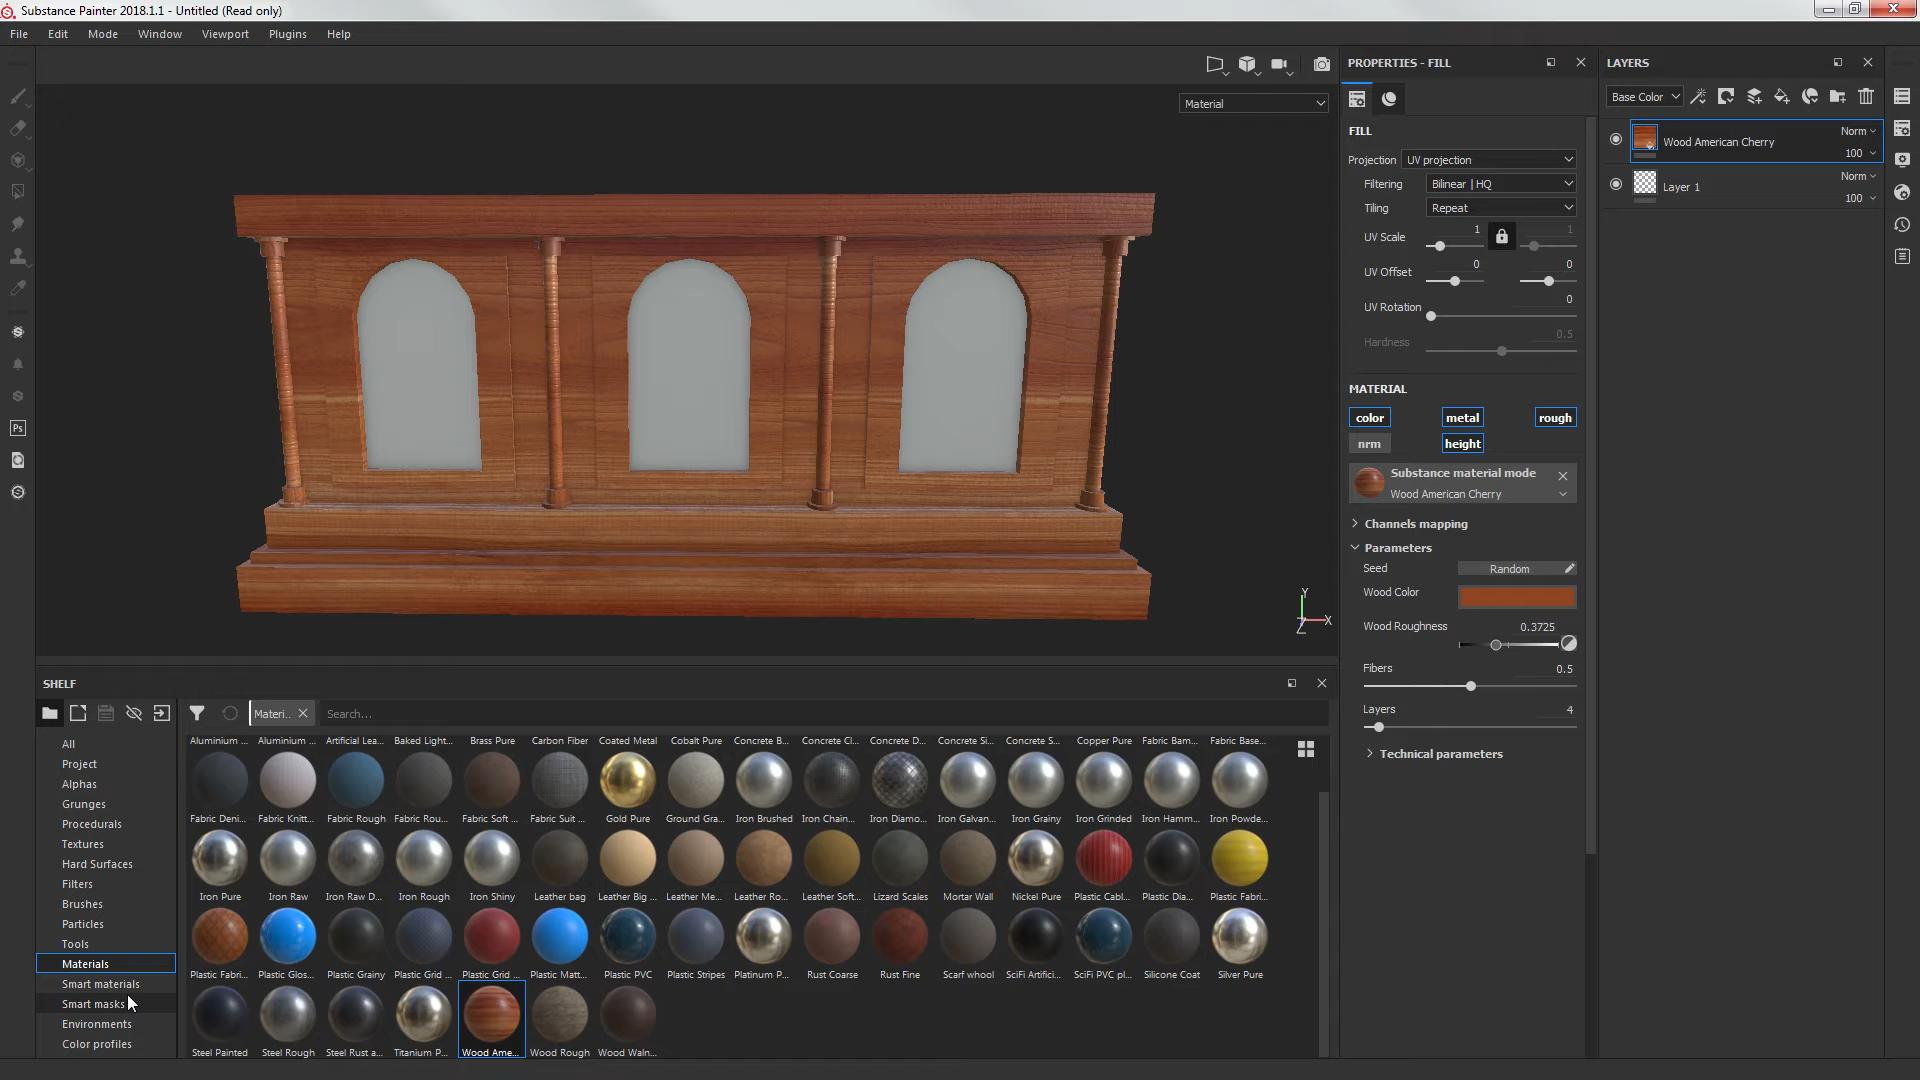 Substance Painter 2018.1.1 - Untitled (Read only)
File Edit Mode Window Viewport Plugins Help
Material
PROPERTIES - FILL
FILL
Projection UV projection
Filtering Bilinear | HQ
Tiling Repeat
UV Scale 1 1
UV Offset 0 0
UV Rotation 0
Hardness 0.5
MATERIAL
color metal rough
nrm height
Substance material mode
Wood American Cherry
Channels mapping
Parameters
Seed Random
Wood Color
Wood Roughness 0.3725
Fibers 0.5
Layers 4
Technical parameters
LAYERS
Base Color
Wood American Cherry Norm
100
Layer 1 Norm
100
Ps
Y
X
Z
SHELF
Materi.. Search...
All
Project
Alphas
Grunges
Procedurals
Textures
Hard Surfaces
Filters
Brushes
Particles
Tools
Materials
Smart materials
Smart masks
Environments
Color profiles
Aluminium ... Aluminium ... Artificial Lea... Baked Light... Brass Pure Carbon Fiber Coated Metal Cobalt Pure Concrete B... Concrete Cl... Concrete D... Concrete Si... Concrete S... Copper Pure Fabric Bam... Fabric Base...
Fabric Deni... Fabric Knitt... Fabric Rough Fabric Rou... Fabric Soft ... Fabric Suit ... Gold Pure Ground Gra... Iron Brushed Iron Chain... Iron Diamo... Iron Galvan... Iron Grainy Iron Grinded Iron Hamm... Iron Powde...
Iron Pure Iron Raw Iron Raw D... Iron Rough Iron Shiny Leather bag Leather Big ... Leather Me... Leather Ro... Leather Soft... Lizard Scales Mortar Wall Nickel Pure Plastic Cabl... Plastic Dia... Plastic Fabri...
Plastic Fabri... Plastic Glos... Plastic Grainy Plastic Grid ... Plastic Grid ... Plastic Matt... Plastic PVC Plastic Stripes Platinum P... Rust Coarse Rust Fine Scarf whool SciFi Artifici... SciFi PVC pl... Silicone Coat Silver Pure
Steel Painted Steel Rough Steel Rust a... Titanium P... Wood Ame... Wood Rough Wood Waln...